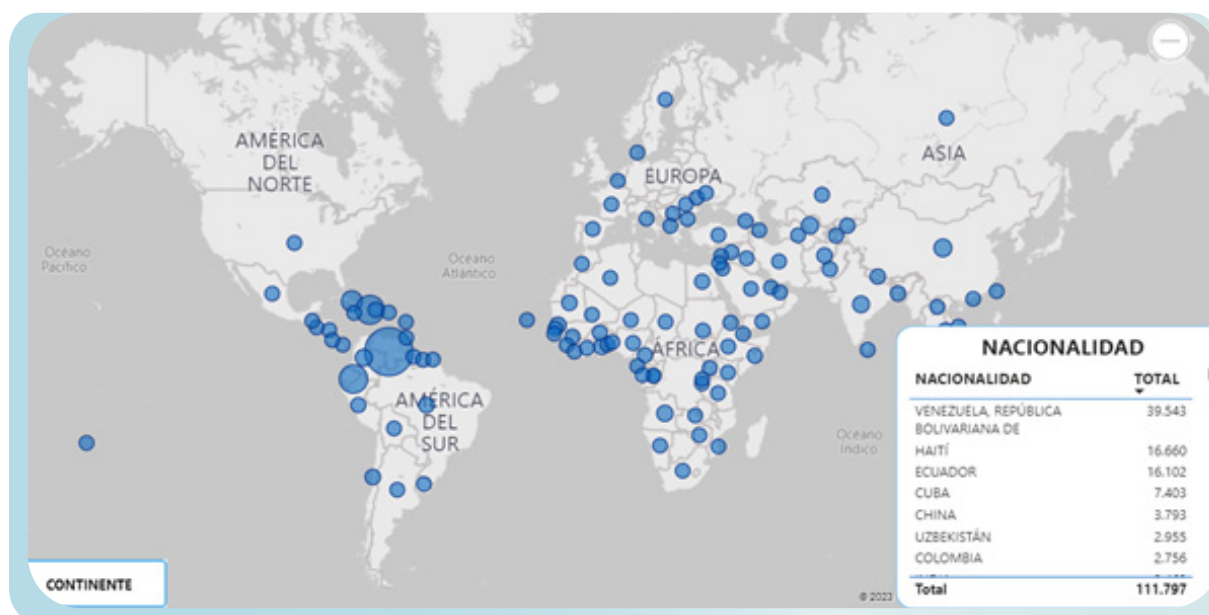 AMÉRICA
DEL
NORTE
EUROPA
ASIA
Océano
Pacífico
Océano
Atlántico
ÁFRICA
AMÉRICA
DEL
SUR
Océano
Índico
NACIONALIDAD
NACIONALIDAD TOTAL
VENEZUELA, REPÚBLICA 39.543
BOLIVARIANA DE
HAITÍ 16.660
ECUADOR 16.102
CUBA 7.403
CHINA 3.793
UZBEKISTÁN 2.955
COLOMBIA 2.756
Total 111.797
CONTINENTE
© 2023